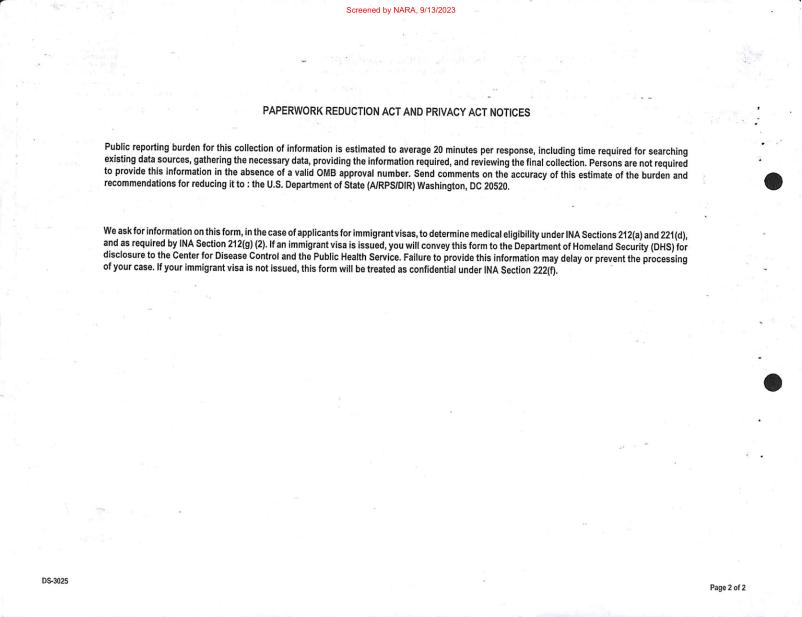 Screened by NARA, 9/13/2023
PAPERWORK REDUCTION ACT AND PRIVACY ACT NOTICES
Public reporting burden for this collection of information is estimated to average 20 minutes per response, including time required for searching
existing data sources, gathering the necessary data, providing the information required, and reviewing the final collection. Persons are not required
to provide this information in the absence of a valid OMB approval number. Send comments on the accuracy of this estimate of the burden and
recommendations for reducing it to : the U.S. Department of State (A/RPS/DIR) Washington, DC 20520.
We ask for information on this form, in the case of applicants for immigrant visas, to determine medical eligibility under INA Sections 212(a) and 221(d),
and as required by INA Section 212(g) (2). If an immigrant visa is issued, you will convey this form to the Department of Homeland Security (DHS) for
disclosure to the Center for Disease Control and the Public Health Service. Failure to provide this information may delay or prevent the processing
of your case. If your immigrant visa is not issued, this form will be treated as confidential under INA Section 222(f).
DS-3025
Page 2 of 2